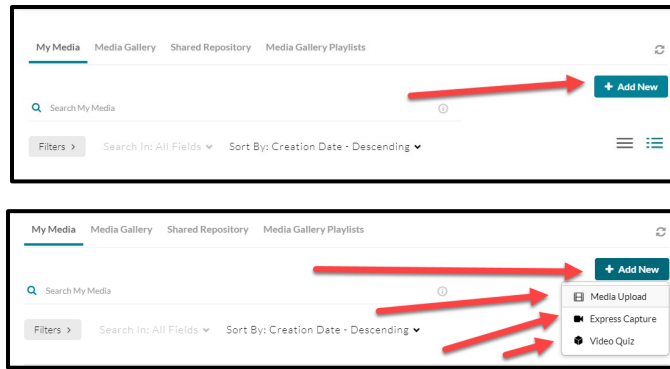 My Media Media Gallery Shared Repository Media Gallery Playlists
+ Add New
Search My Media
Filters > Search In: All Fields Sort By: Creation Date - Descending
My Media Media Gallery Shared Repository Media Gallery Playlists
+ Add New
Search My Media
Media Upload
Express Capture
Filters > Search In: All Fields Sort By: Creation Date - Descending
Video Quiz